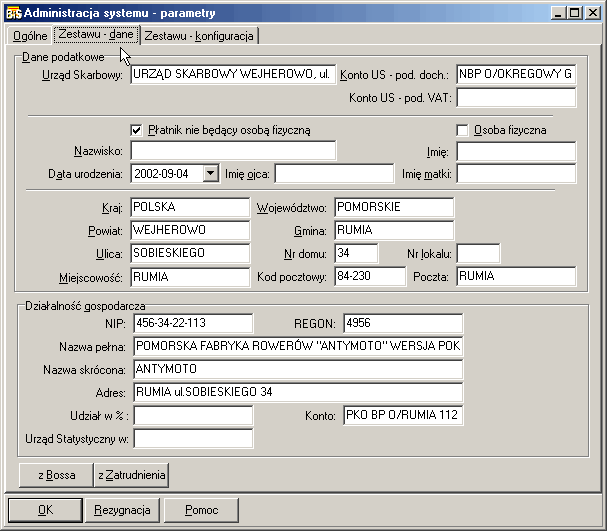 Administracja systemu - parametry
Ogólne Zestawu - dane Zestawu - konfiguracja
Dane podatkowe
Urząd Skarbowy: URZĄD SKARBOWY WEJHEROWO, ul. Konto US - pod. doch.: NBP O/OKRĘGOWY G
Konto US - pod. VAT:
Płatnik nie będący osobą fizyczną Osoba fizyczna
Nazwisko: Imię:
Data urodzenia: 2002-09-04 Imię ojca: Imię matki:
Kraj: POLSKA Województwo: POMORSKIE
Powiat: WEJHEROWO Gmina: RUMIA
Ulica: SOBIESKIEGO Nr domu: 34 Nr lokalu:
Miejscowość: RUMIA Kod pocztowy: 84-230 Poczta: RUMIA
Działalność gospodarcza
NIP: 456-34-22-113 REGON: 4956
Nazwa pełna: POMORSKA FABRYKA ROWERÓW "ANTYMOTO" WERSJA POK
Nazwa skrócona: ANTYMOTO
Adres: RUMIA ul.SOBIESKIEGO 34
Udział w % : Konto: PKO BP O/RUMIA 112
Urząd Statystyczny w:
z Bossa z Zatrudnienia
OK Rezygnacja Pomoc